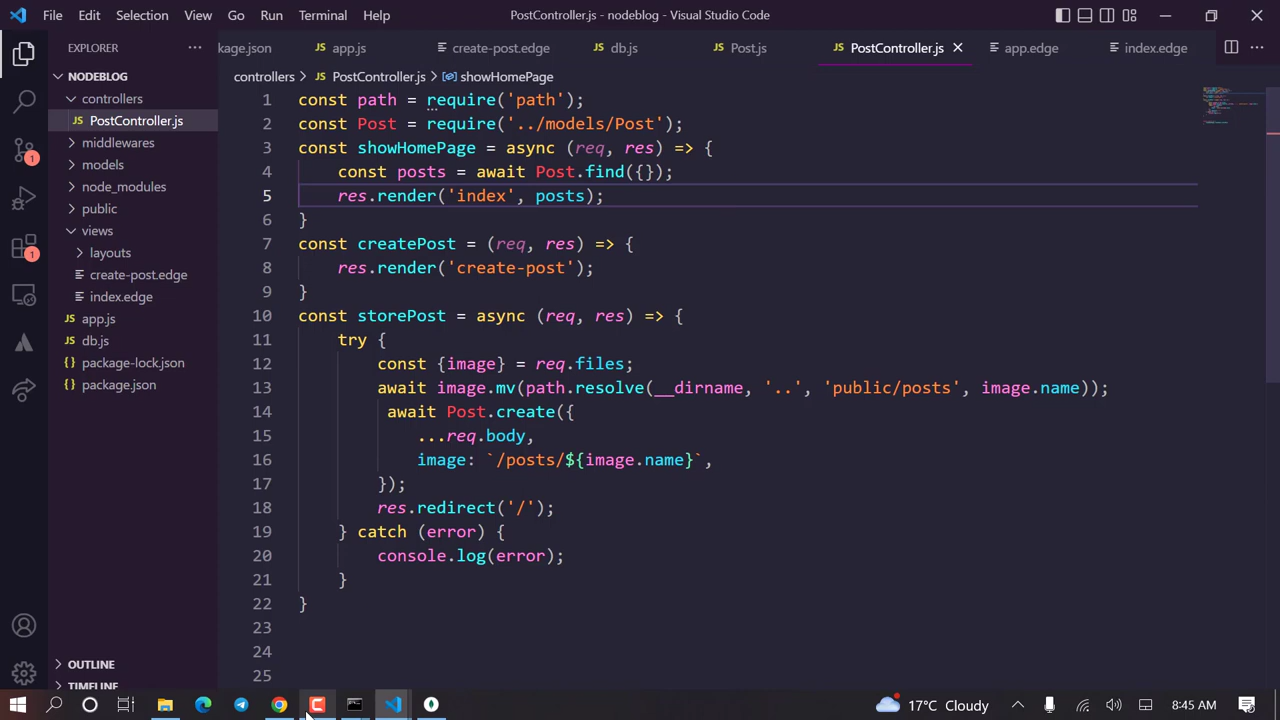 File Edit Selection View Go Run Terminal Help PostController.js - nodeblog - Visual Studio Code
EXPLORER
kage.json app.js create-post.edge db.js Post.js PostController.js app.edge index.edge
controllers > PostController.js > showHomePage
NODEBLOG
controllers
PostController.js
middlewares
models
node_modules
public
views
layouts
create-post.edge
index.edge
app.js
db.js
package-lock.json
package.json
OUTLINE
TIMELINE
1 const path = require('path');
2 const Post = require('../models/Post');
3 const showHomePage = async (req, res) => {
4 const posts = await Post.find({});
5 res.render('index', posts);
6 }
7 const createPost = (req, res) => {
8 res.render('create-post');
9 }
10 const storePost = async (req, res) => {
11 try {
12 const {image} = req.files;
13 await image.mv(path.resolve(__dirname, '..', 'public/posts', image.name));
14 await Post.create({
15 ...req.body,
16 image: `/posts/${image.name}`,
17 });
18 res.redirect('/');
19 } catch (error) {
20 console.log(error);
21 }
22 }
23
24
25
17°C Cloudy 8:45 AM